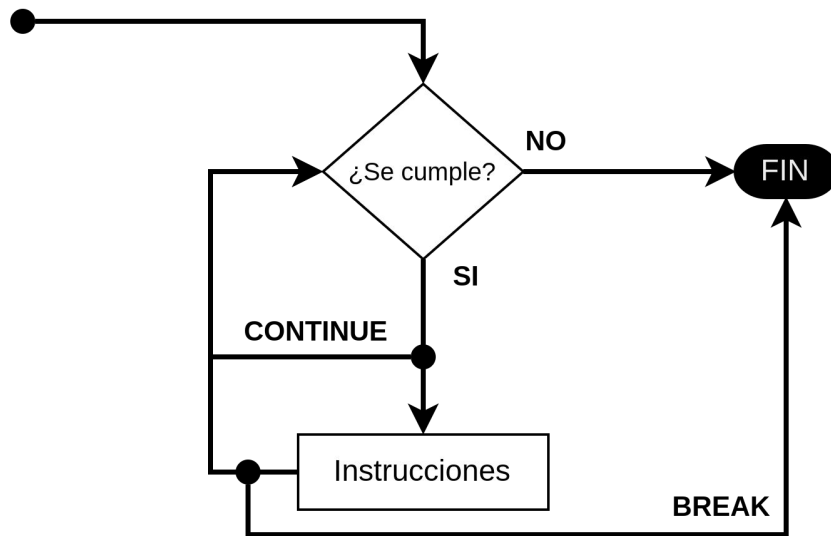 NO
¿Se cumple?
FIN
SI
CONTINUE
Instrucciones
BREAK